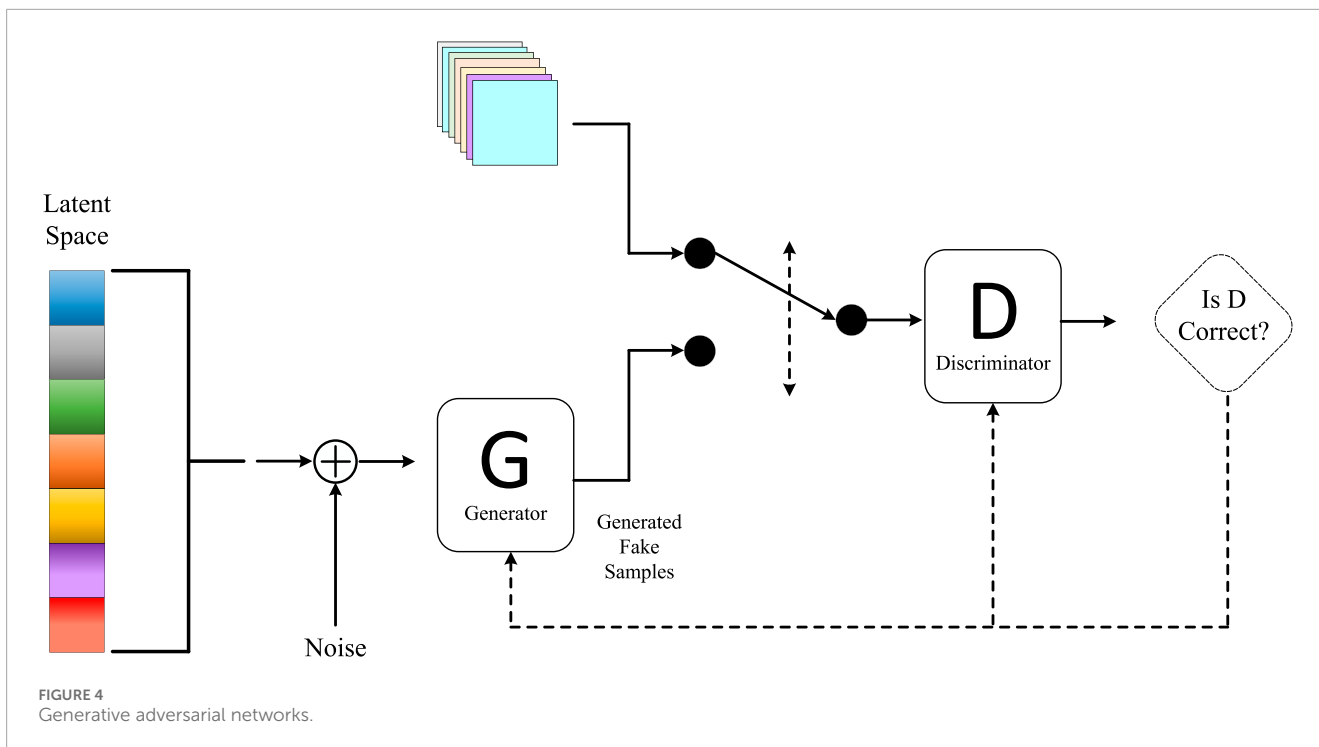 Latent
Space
G
Generator
Generated
Fake
Samples
Noise
D
Discriminator
Is D
Correct?
FIGURE 4
Generative adversarial networks.